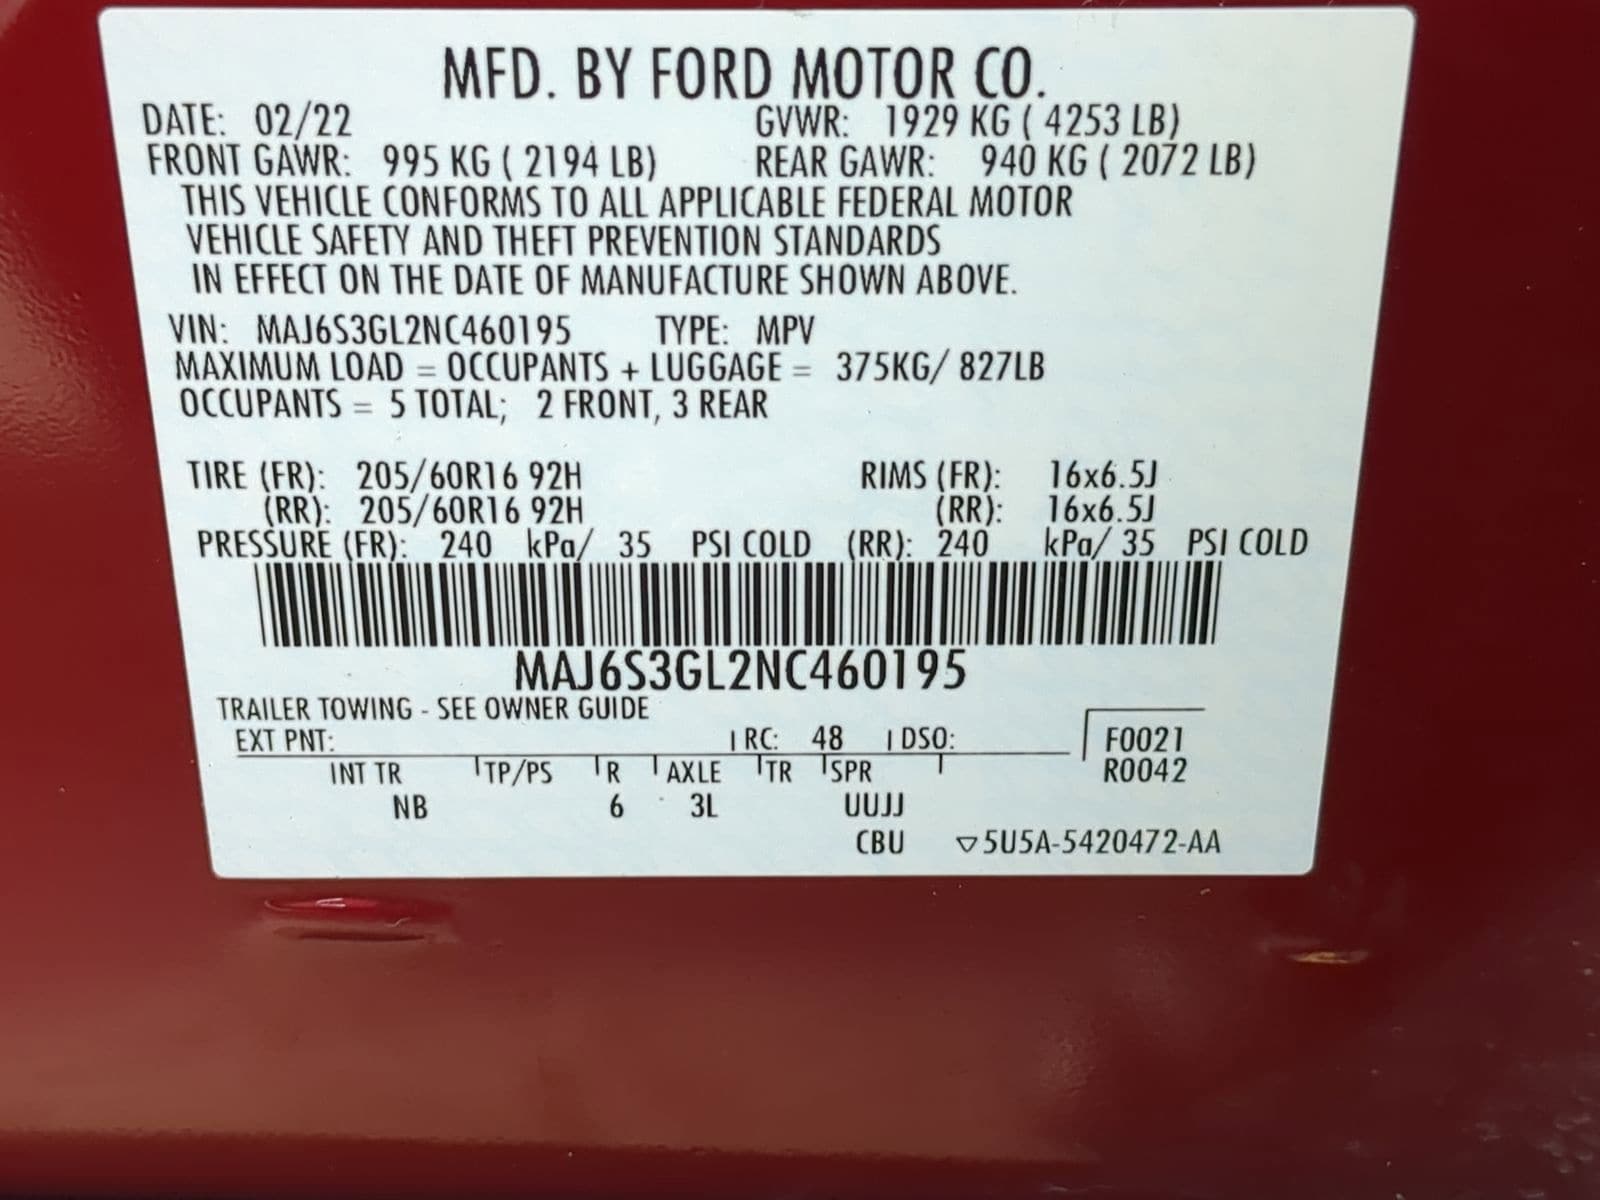 MFD. BY FORD MOTOR CO.
DATE: 02/22 GVWR: 1929 KG ( 4253 LB)
FRONT GAWR: 995 KG ( 2194 LB) REAR GAWR: 940 KG ( 2072 LB)
THIS VEHICLE CONFORMS TO ALL APPLICABLE FEDERAL MOTOR
VEHICLE SAFETY AND THEFT PREVENTION STANDARDS
IN EFFECT ON THE DATE OF MANUFACTURE SHOWN ABOVE.
VIN: MAJ6S3GL2NC460195 TYPE: MPV
MAXIMUM LOAD = OCCUPANTS + LUGGAGE = 375KG/ 827LB
OCCUPANTS = 5 TOTAL; 2 FRONT, 3 REAR
TIRE (FR): 205/60R16 92H RIMS (FR): 16x6.5J
(RR): 205/60R16 92H (RR): 16x6.5J
PRESSURE (FR): 240 kPa/ 35 PSI COLD (RR): 240 kPa/ 35 PSI COLD
MAJ6S3GL2NC460195
TRAILER TOWING - SEE OWNER GUIDE
EXT PNT: RC: 48 DSO: F0021
INT TR TP/PS R AXLE TR SPR R0042
NB 6 3L UUJJ
CBU ▽5U5A-5420472-AA